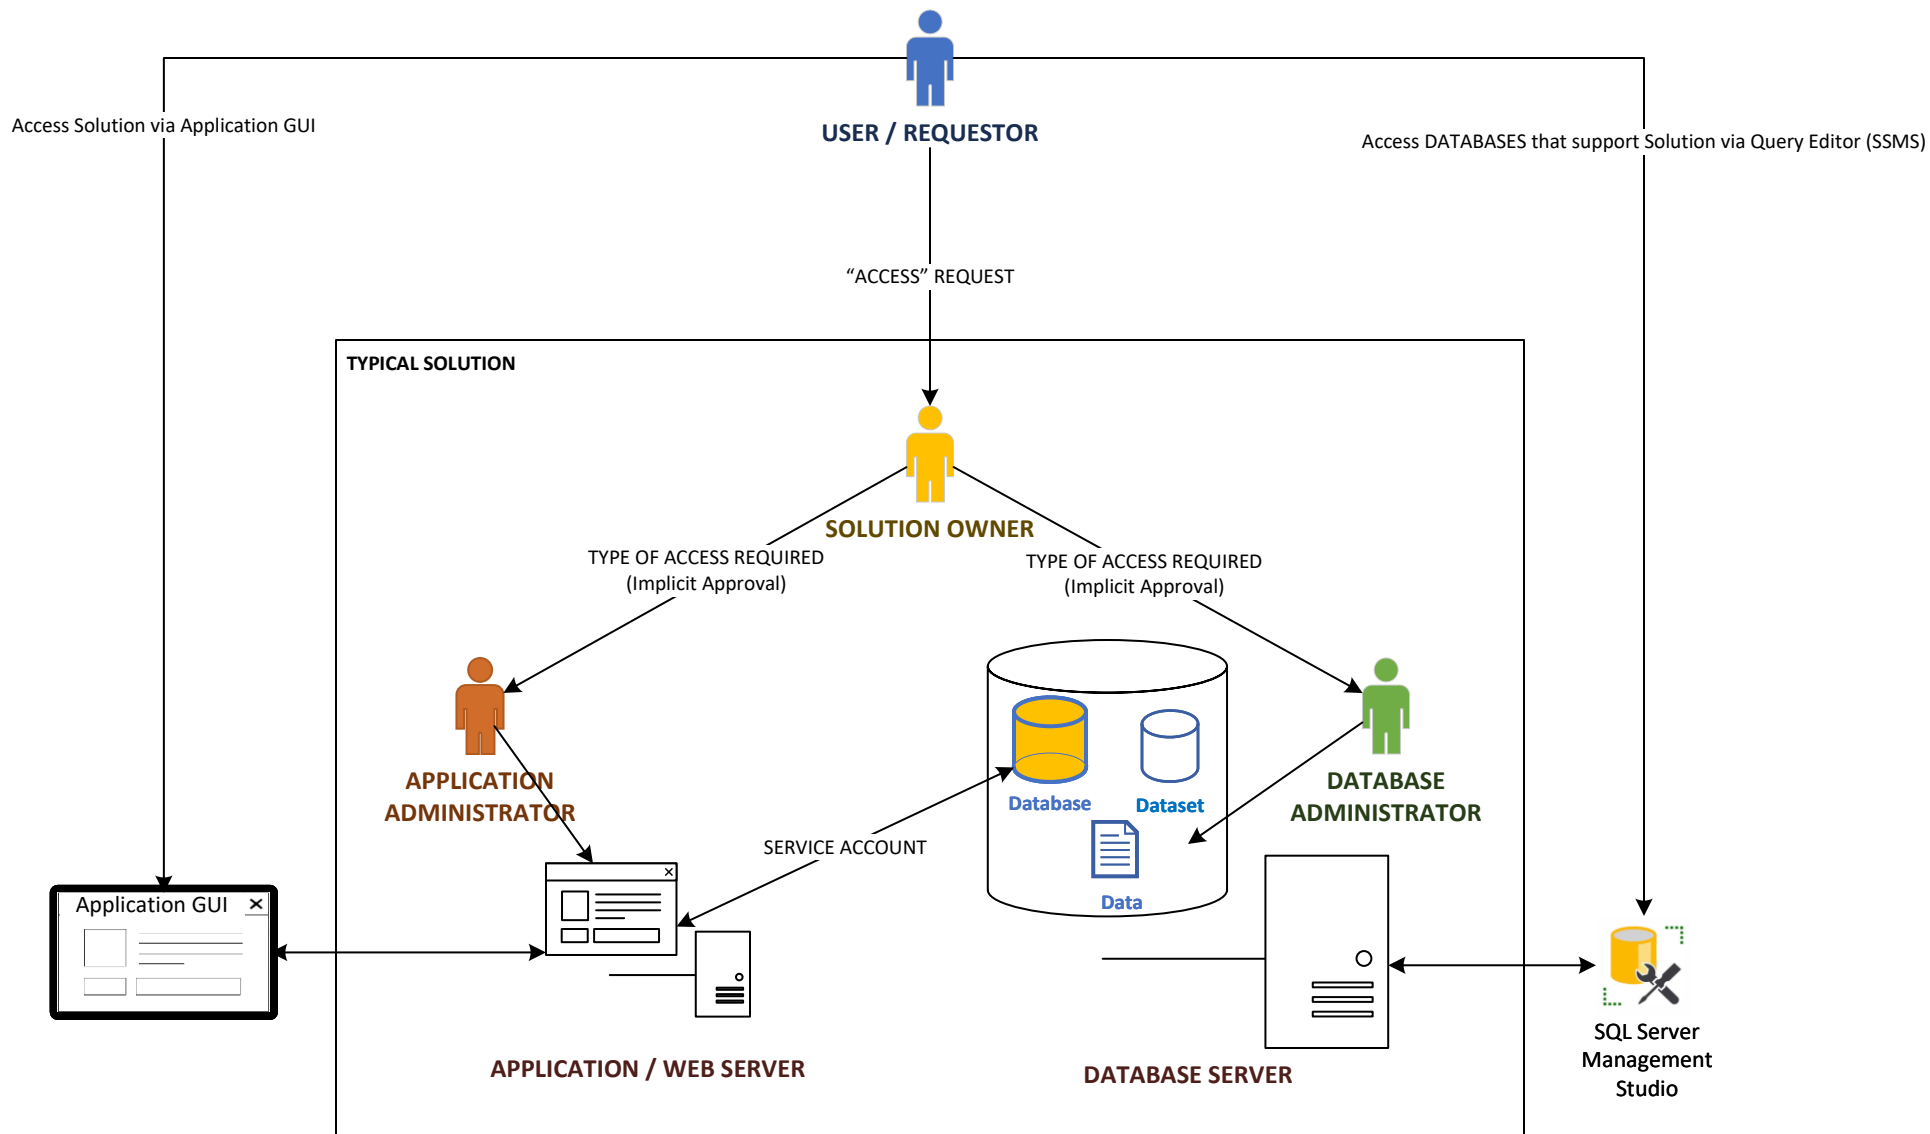 USER / REQUESTOR
Access Solution via Application GUI
Access DATABASES that support Solution via Query Editor (SSMS)
“ACCESS” REQUEST
TYPICAL SOLUTION
SOLUTION OWNER
TYPE OF ACCESS REQUIRED
(Implicit Approval)
TYPE OF ACCESS REQUIRED
(Implicit Approval)
APPLICATION
ADMINISTRATOR
DATABASE
ADMINISTRATOR
Database
Dataset
SERVICE ACCOUNT
Data
Application GUI
APPLICATION / WEB SERVER
DATABASE SERVER
SQL Server
Management
Studio